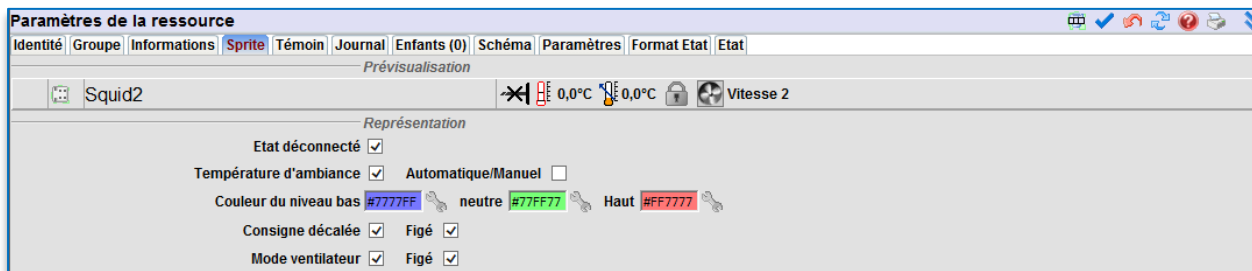 Paramètres de la ressource
Identité Groupe Informations Sprite Témoin Journal Enfants (0) Schéma Paramètres Format Etat Etat
Prévisualisation
Squid2 0,0°C 0,0°C Vitesse 2
Représentation
Etat déconnecté
Température d'ambiance Automatique/Manuel
Couleur du niveau bas #7777FF neutre #77FF77 Haut #FF7777
Consigne décalée Figé
Mode ventilateur Figé